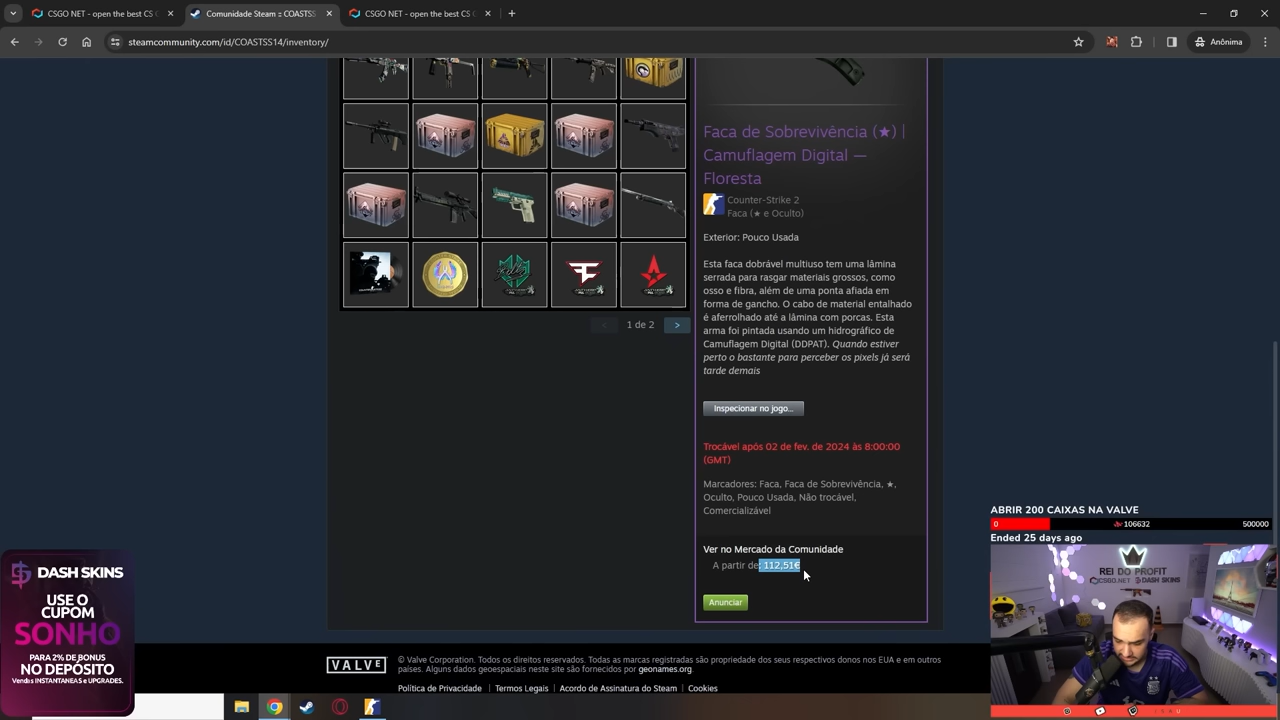 CSGO NET - open the best CS
Comunidade Steam :: COASTSS
CSGO NET - open the best CS
steamcommunity.com/id/COASTSS14/inventory/
Anônima
Faca de Sobrevivência (★) |
Camuflagem Digital —
Floresta
Counter-Strike 2
Faca (★ e Oculto)
Exterior: Pouco Usada
Esta faca dobrável multiuso tem uma lâmina
serrada para rasgar materiais grossos, como
osso e fibra, além de uma ponta afiada em
forma de gancho. O cabo de material entalhado
é aferrolhado até a lâmina com porcas. Esta
arma foi pintada usando um hidrográfico de
Camuflagem Digital (DDPAT). Quando estiver
perto o bastante para perceber os pixels já será
tarde demais
1 de 2
Inspecionar no jogo...
Trocável após 02 de fev. de 2024 às 8:00:00
(GMT)
Marcadores: Faca, Faca de Sobrevivência, ★,
Oculto, Pouco Usada, Não trocável,
Comercializável
Ver no Mercado da Comunidade
A partir de: 112,51€
Anunciar
ABRIR 200 CAIXAS NA VALVE
0 106632 500000
Ended 25 days ago
REI DO PROFIT
CSGO.NET DASH SKINS
DASH SKINS
USE O
CUPOM
SONHO
PARA 2% DE BONUS
NO DEPÓSITO
Vendas INSTANTANEAS e UPGRADES.
VALVE
© Valve Corporation. Todos os direitos reservados. Todas as marcas registradas são propriedade dos seus respectivos donos nos EUA e em outros
países. Alguns dados geoespaciais neste site são fornecidos por geonames.org.
Política de Privacidade | Termos Legais | Acordo de Assinatura do Steam | Cookies